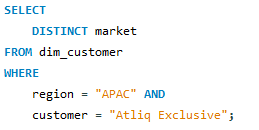 SELECT
DISTINCT market
FROM dim_customer
WHERE
region = "APAC" AND
customer = "Atliq Exclusive";